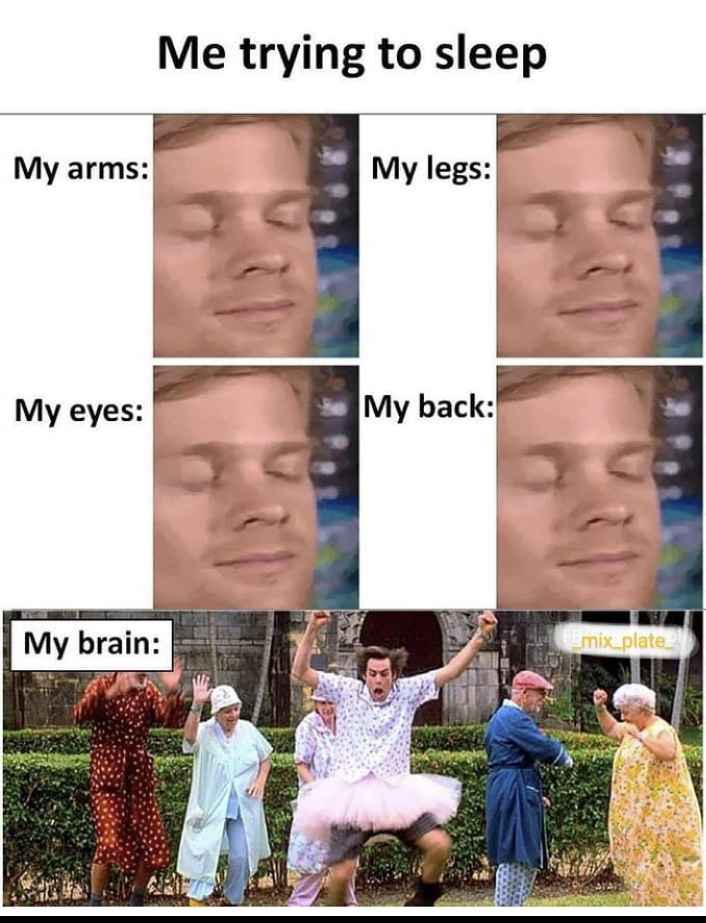 Me trying to sleep
My arms:
My legs:
My eyes:
My back:
My brain:
_mix_plate_